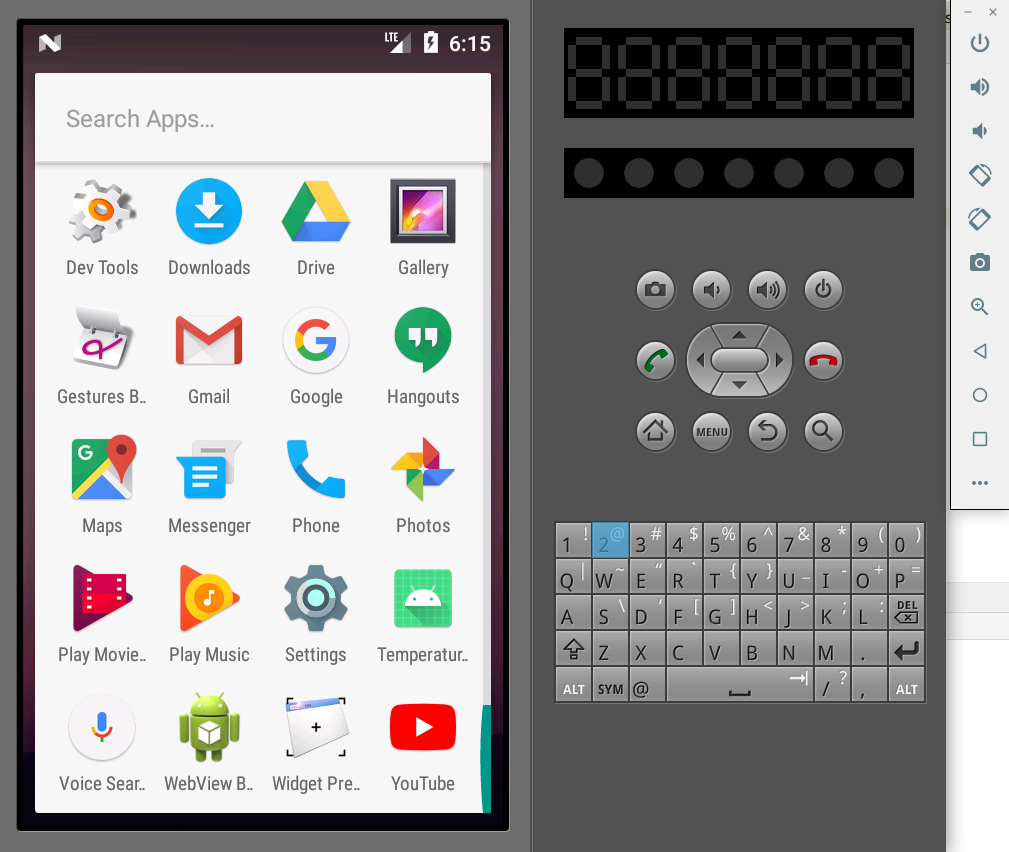 LTE 6:15
Search Apps...
Dev Tools Downloads Drive Gallery
Gestures B.. Gmail Google Hangouts
G
Maps Messenger Phone Photos
Play Movie.. Play Music Settings Temperatur..
Voice Sear.. WebView B.. Widget Pre.. YouTube
MENU
1 ! 2 @ 3 # 4 $ 5 % 6 ^ 7 & 8 * 9 ( 0 )
Q | W ~ E “ R ` T { Y } U _ I - O + P =
A S \ D ‘ F [ G ] H < J > K ; L : DEL
Z X C V B N M .
ALT SYM @ / ? , ALT